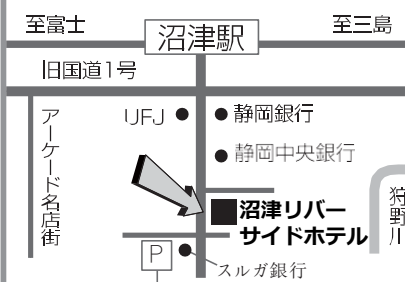 至富士
至三島
沼津駅
旧国道1号
UFJ
静岡銀行
静岡中央銀行
アーケード名店街
狩野川
沼津リバー
サイドホテル
P
スルガ銀行